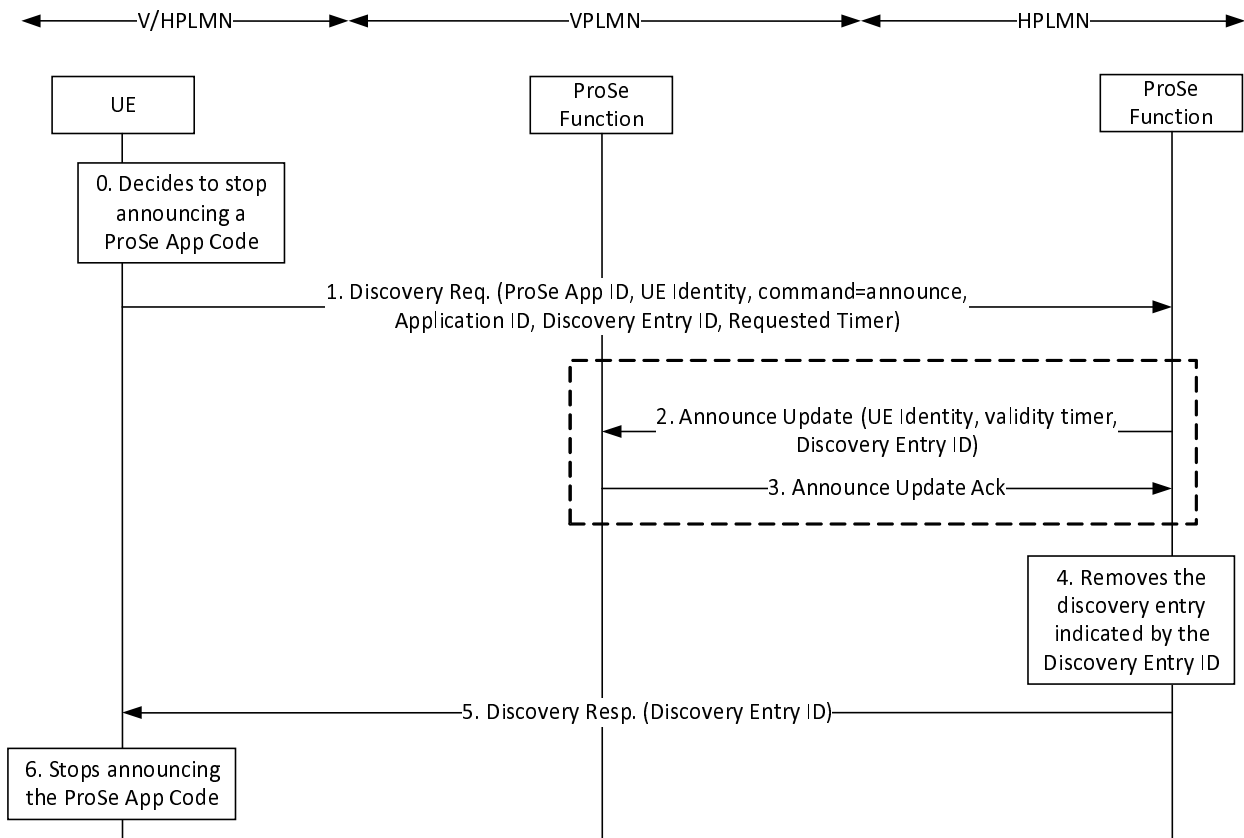 V/HPLMN
VPLMN
HPLMN
UE
ProSe
Function
ProSe
Function
0. Decides to stop
announcing a
ProSe App Code
1. Discovery Req. (ProSe App ID, UE Identity, command=announce,
Application ID, Discovery Entry ID, Requested Timer)
2. Announce Update (UE Identity, validity timer,
Discovery Entry ID)
3. Announce Update Ack
4. Removes the
discovery entry
indicated by the
Discovery Entry ID
5. Discovery Resp. (Discovery Entry ID)
6. Stops announcing
the ProSe App Code